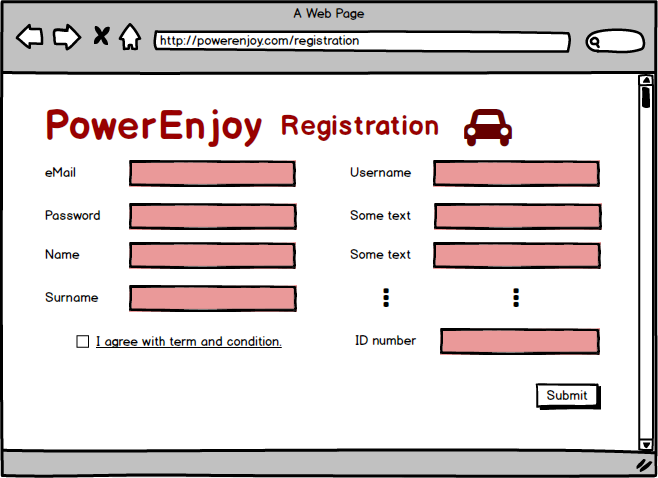 A Web Page
http://powerenjoy.com/registration
PowerEnjoy Registration
eMail
Username
Password
Some text
Name
Some text
Surname
I agree with term and condition.
ID number
Submit